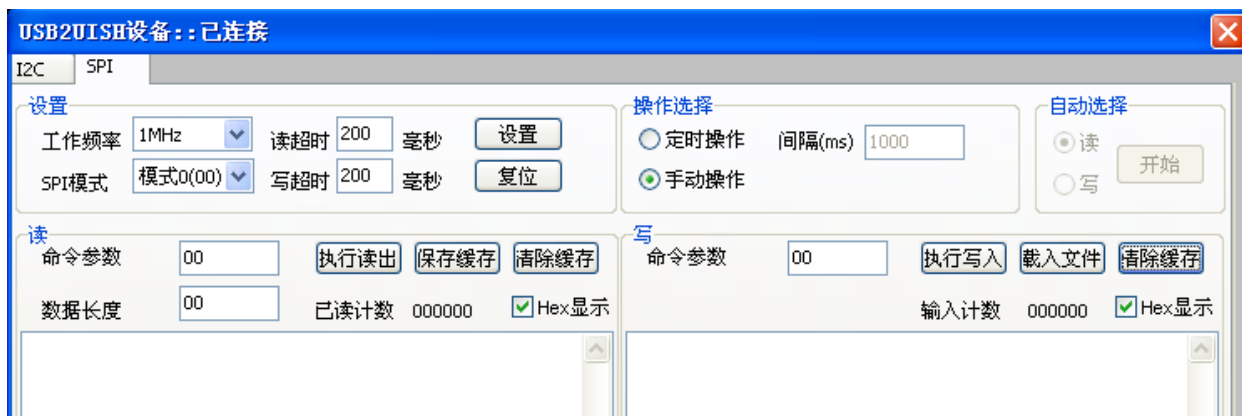 USB2UISH设备::已连接
I2C SPI
设置 操作选择 自动选择
工作频率 1MHz 读超时 200 毫秒 设置 定时操作 间隔(ms) 1000 读 开始
SPI模式 模式0(00) 写超时 200 毫秒 复位 手动操作 写
读 写
命令参数 00 执行读出 保存缓存 清除缓存 命令参数 00 执行写入 载入文件 清除缓存
数据长度 00 已读计数 000000 Hex显示 输入计数 000000 Hex显示